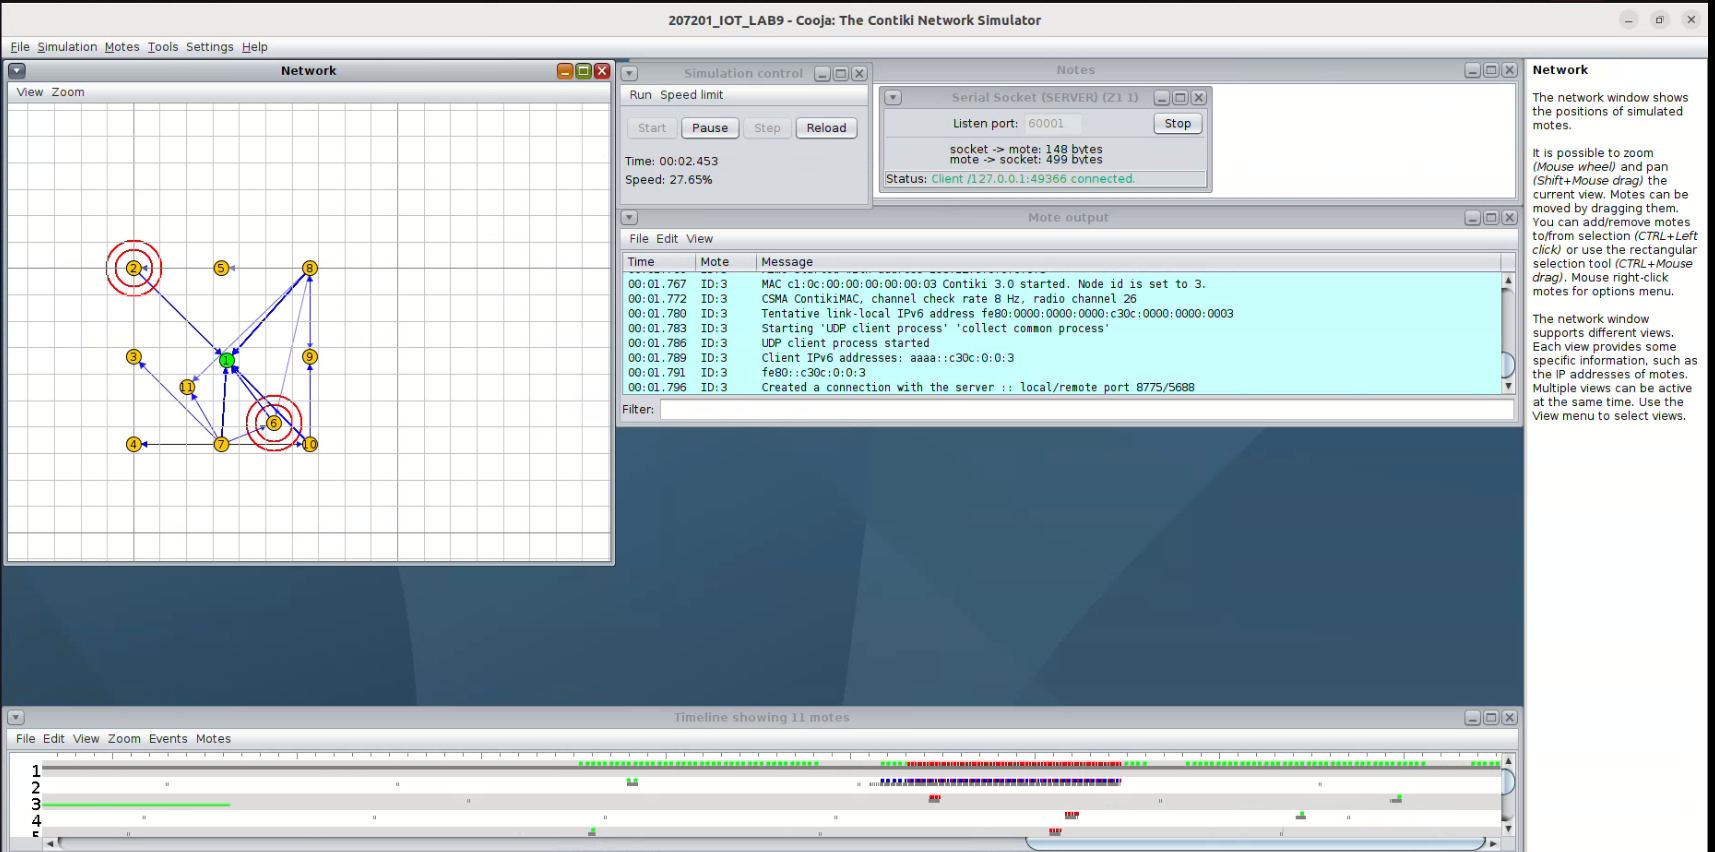 207201_IOT_LAB9 - Cooja: The Contiki Network Simulator
File Simulation Motes Tools Settings Help
Network
View Zoom
2
5
8
3
1
9
11
6
4
7
10
Simulation control
Run Speed limit
Start Pause Step Reload
Time: 00:02.453
Speed: 27.65%
Notes
Serial Socket (SERVER) (Z1 1)
Listen port: 60001 Stop
socket -> mote: 148 bytes
mote -> socket: 499 bytes
Status: Client /127.0.0.1:49366 connected.
Mote output
File Edit View
Time Mote Message
00:01.767 ID:3 MAC c1:0c:00:00:00:00:00:03 Contiki 3.0 started. Node id is set to 3.
00:01.772 ID:3 CSMA ContikiMAC, channel check rate 8 Hz, radio channel 26
00:01.780 ID:3 Tentative link-local IPv6 address fe80:0000:0000:0000:c30c:0000:0000:0003
00:01.783 ID:3 Starting 'UDP client process' 'collect common process'
00:01.786 ID:3 UDP client process started
00:01.789 ID:3 Client IPv6 addresses: aaaa::c30c:0:0:3
00:01.791 ID:3 fe80::c30c:0:0:3
00:01.796 ID:3 Created a connection with the server :: local/remote port 8775/5688
Filter:
Network
The network window shows
the positions of simulated
motes.
It is possible to zoom
(Mouse wheel) and pan
(Shift+Mouse drag) the
current view. Motes can be
moved by dragging them.
You can add/remove motes
to/from selection (CTRL+Left
click) or use the rectangular
selection tool (CTRL+Mouse
drag). Mouse right-click
motes for options menu.
The network window
supports different views.
Each view provides some
specific information, such as
the IP addresses of motes.
Multiple views can be active
at the same time. Use the
View menu to select views.
Timeline showing 11 motes
File Edit View Zoom Events Motes
1
2
3
4
5